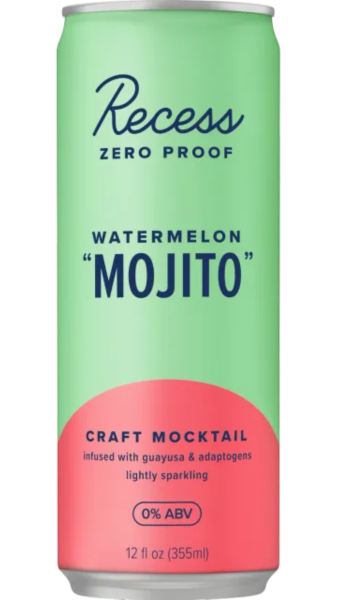 Recess
ZERO PROOF
WATERMELON
“MOJITO”
CRAFT MOCKTAIL
infused with guayusa & adaptogens
lightly sparkling
0% ABV
12 fl oz (355ml)